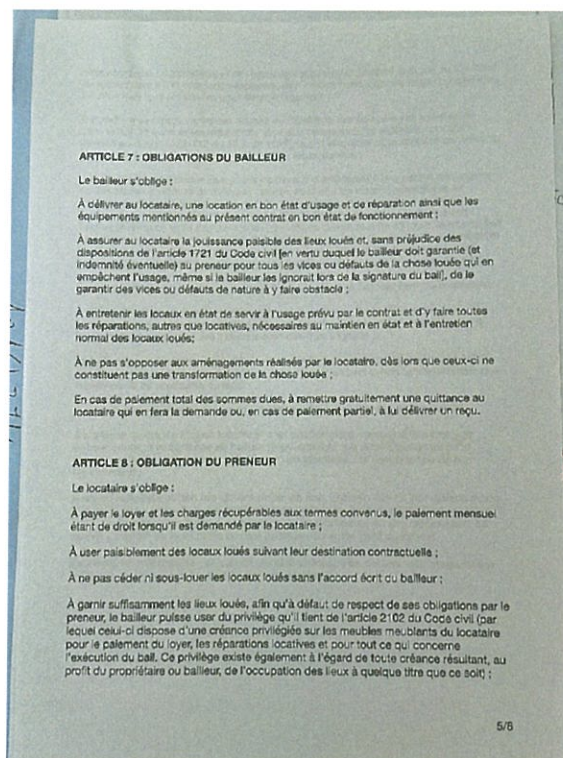 ARTICLE 7 : OBLIGATIONS DU BAILLEUR
Le bailleur s'oblige :
À délivrer au locataire, une location en bon état d'usage et de réparation ainsi que les
équipements mentionnés au présent contrat en bon état de fonctionnement ;
À assurer au locataire la jouissance paisible des lieux loués et, sans préjudice des
dispositions de l'article 1721 du Code civil [en vertu duquel le bailleur doit garantie (et
indemnité éventuelle) au preneur pour tous les vices ou défauts de la chose louée qui en
empêchent l'usage, même si le bailleur les ignorait lors de la signature du bail], de le
garantir des vices ou défauts de nature à y faire obstacle ;
À entretenir les locaux en état de servir à l'usage prévu par le contrat et d'y faire toutes
les réparations, autres que locatives, nécessaires au maintien en état et à l'entretien
normal des locaux loués;
À ne pas s'opposer aux aménagements réalisés par le locataire, dès lors que ceux-ci ne
constituent pas une transformation de la chose louée ;
En cas de paiement total des sommes dues, à remettre gratuitement une quittance au
locataire qui en fera la demande ou, en cas de paiement partiel, à lui délivrer un reçu.
ARTICLE 8 : OBLIGATION DU PRENEUR
Le locataire s'oblige :
À payer le loyer et les charges récupérables aux termes convenus, le paiement mensuel
étant de droit lorsqu'il est demandé par le locataire ;
À user paisiblement des locaux loués suivant leur destination contractuelle ;
À ne pas céder ni sous-louer les locaux loués sans l'accord écrit du bailleur ;
À garnir suffisamment les lieux loués, afin qu'à défaut de respect de ses obligations par le
preneur, le bailleur puisse user du privilège qu'il tient de l'article 2102 du Code civil (par
lequel celui-ci dispose d'une créance privilégiée sur les meubles meublants du locataire
pour le paiement du loyer, les réparations locatives et pour tout ce qui concerne
l'exécution du bail. Ce privilège existe également à l'égard de toute créance résultant, au
profit du propriétaire ou bailleur, de l'occupation des lieux à quelque titre que ce soit) ;
5/6